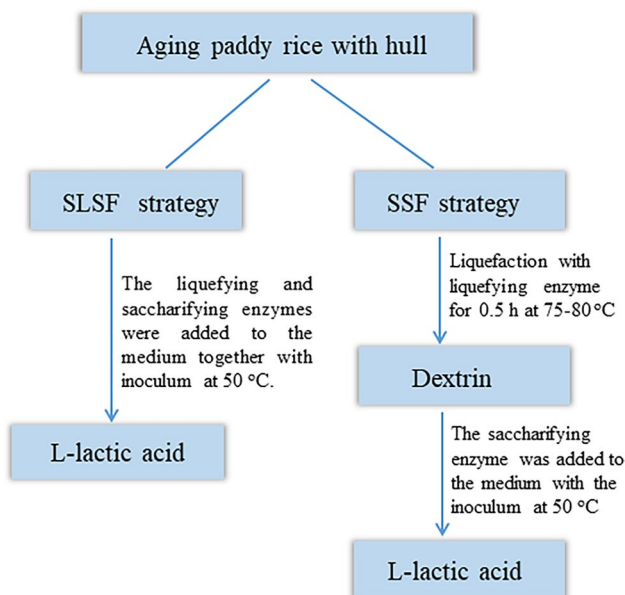 Aging paddy rice with hull
SLSF strategy
The liquefying and
saccharifying enzymes
were added to the
medium together with
inoculum at 50 °C.
L-lactic acid
SSF strategy
Liquefaction with
liquefying enzyme
for 0.5 h at 75-80 °C
Dextrin
The saccharifying
enzyme was added to
the medium with the
inoculum at 50 °C
L-lactic acid